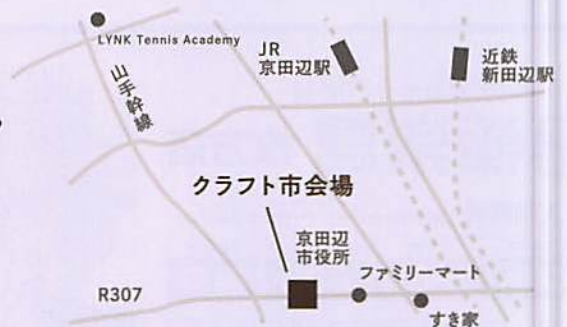 LYNK Tennis Academy
JR
京田辺駅
近鉄
新田辺駅
山手幹線
クラフト市会場
京田辺
市役所
ファミリーマート
R307
すき家